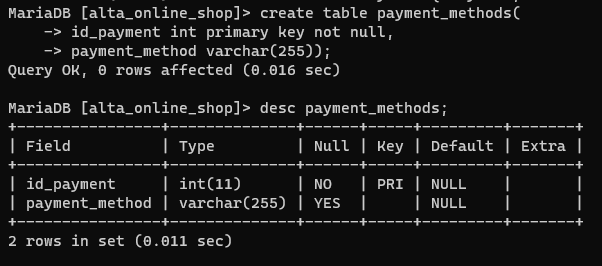 MariaDB [alta_online_shop]> create table payment_methods(
    -> id_payment int primary key not null,
    -> payment_method varchar(255));
Query OK, 0 rows affected (0.016 sec)

MariaDB [alta_online_shop]> desc payment_methods;
+----------------+--------------+------+-----+---------+-------+
| Field          | Type         | Null | Key | Default | Extra |
+----------------+--------------+------+-----+---------+-------+
| id_payment     | int(11)      | NO   | PRI | NULL    |       |
| payment_method | varchar(255) | YES  |     | NULL    |       |
+----------------+--------------+------+-----+---------+-------+
2 rows in set (0.011 sec)